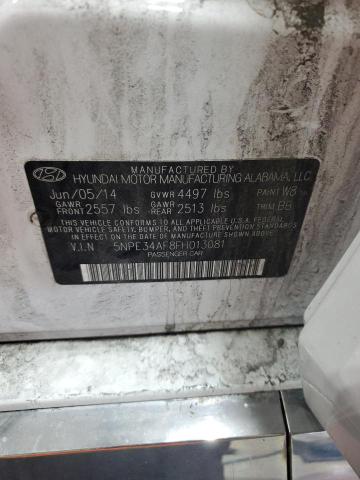 MANUFACTURED BY
HYUNDAI MOTOR MANUFACTURING ALABAMA, LLC
Jun/05/14 GVWR 4497 lbs PAINT W8
GAWR FRONT 2557 lbs GAWR REAR 2513 lbs TRIM BB
THIS VEHICLE CONFORMS TO ALL APPLICABLE FEDERAL
MOTOR VEHICLE SAFETY, BUMPER, AND THEFT PREVENTION
STANDARDS IN EFFECT ON THE DATE OF MANUFACTURE SHOWN ABOVE.
V.I.N 5NPE34AF8FH013081
PASSENGER CAR